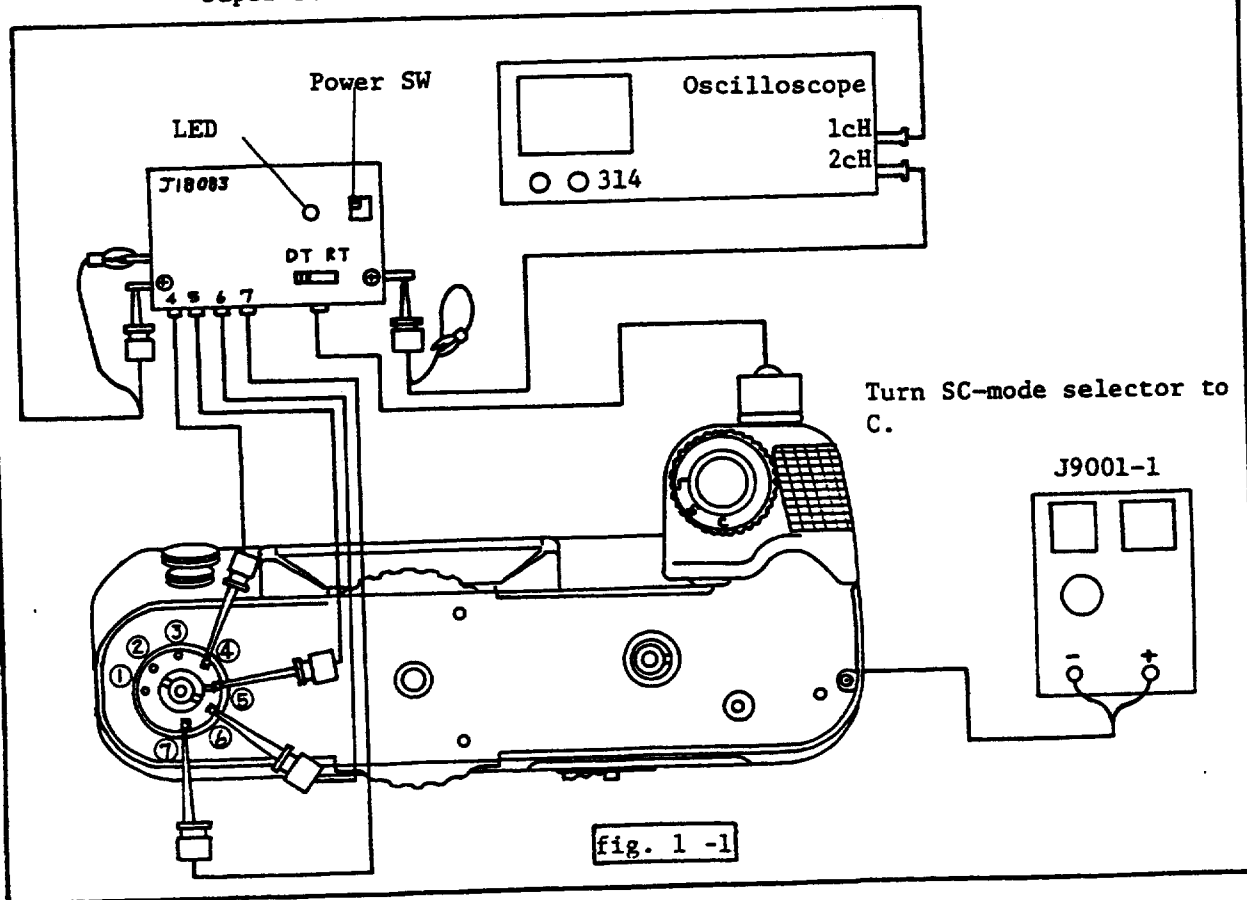 Power SW
LED
Oscilloscope
1cH
2cH
314
J18083
DT RT
4 5 6 7
Turn SC-mode selector to
C.
J9001-1
- +
L
S
C
③
② ④
① ⑤
⑥
⑦
fig. 1 -1